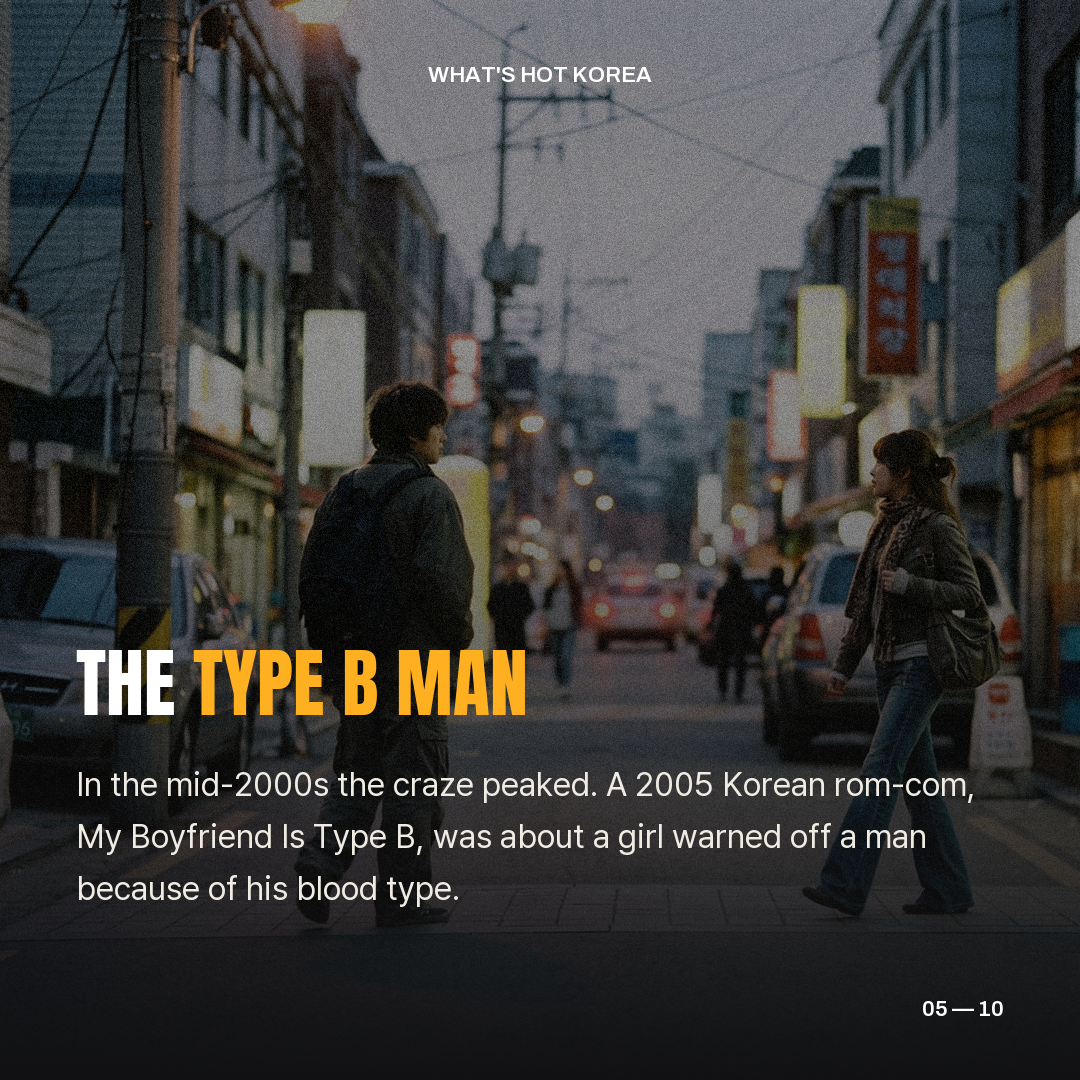 WHAT'S HOT KOREA
THE TYPE B MAN
In the mid-2000s the craze peaked. A 2005 Korean rom-com,
My Boyfriend Is Type B, was about a girl warned off a man
because of his blood type.
05 — 10